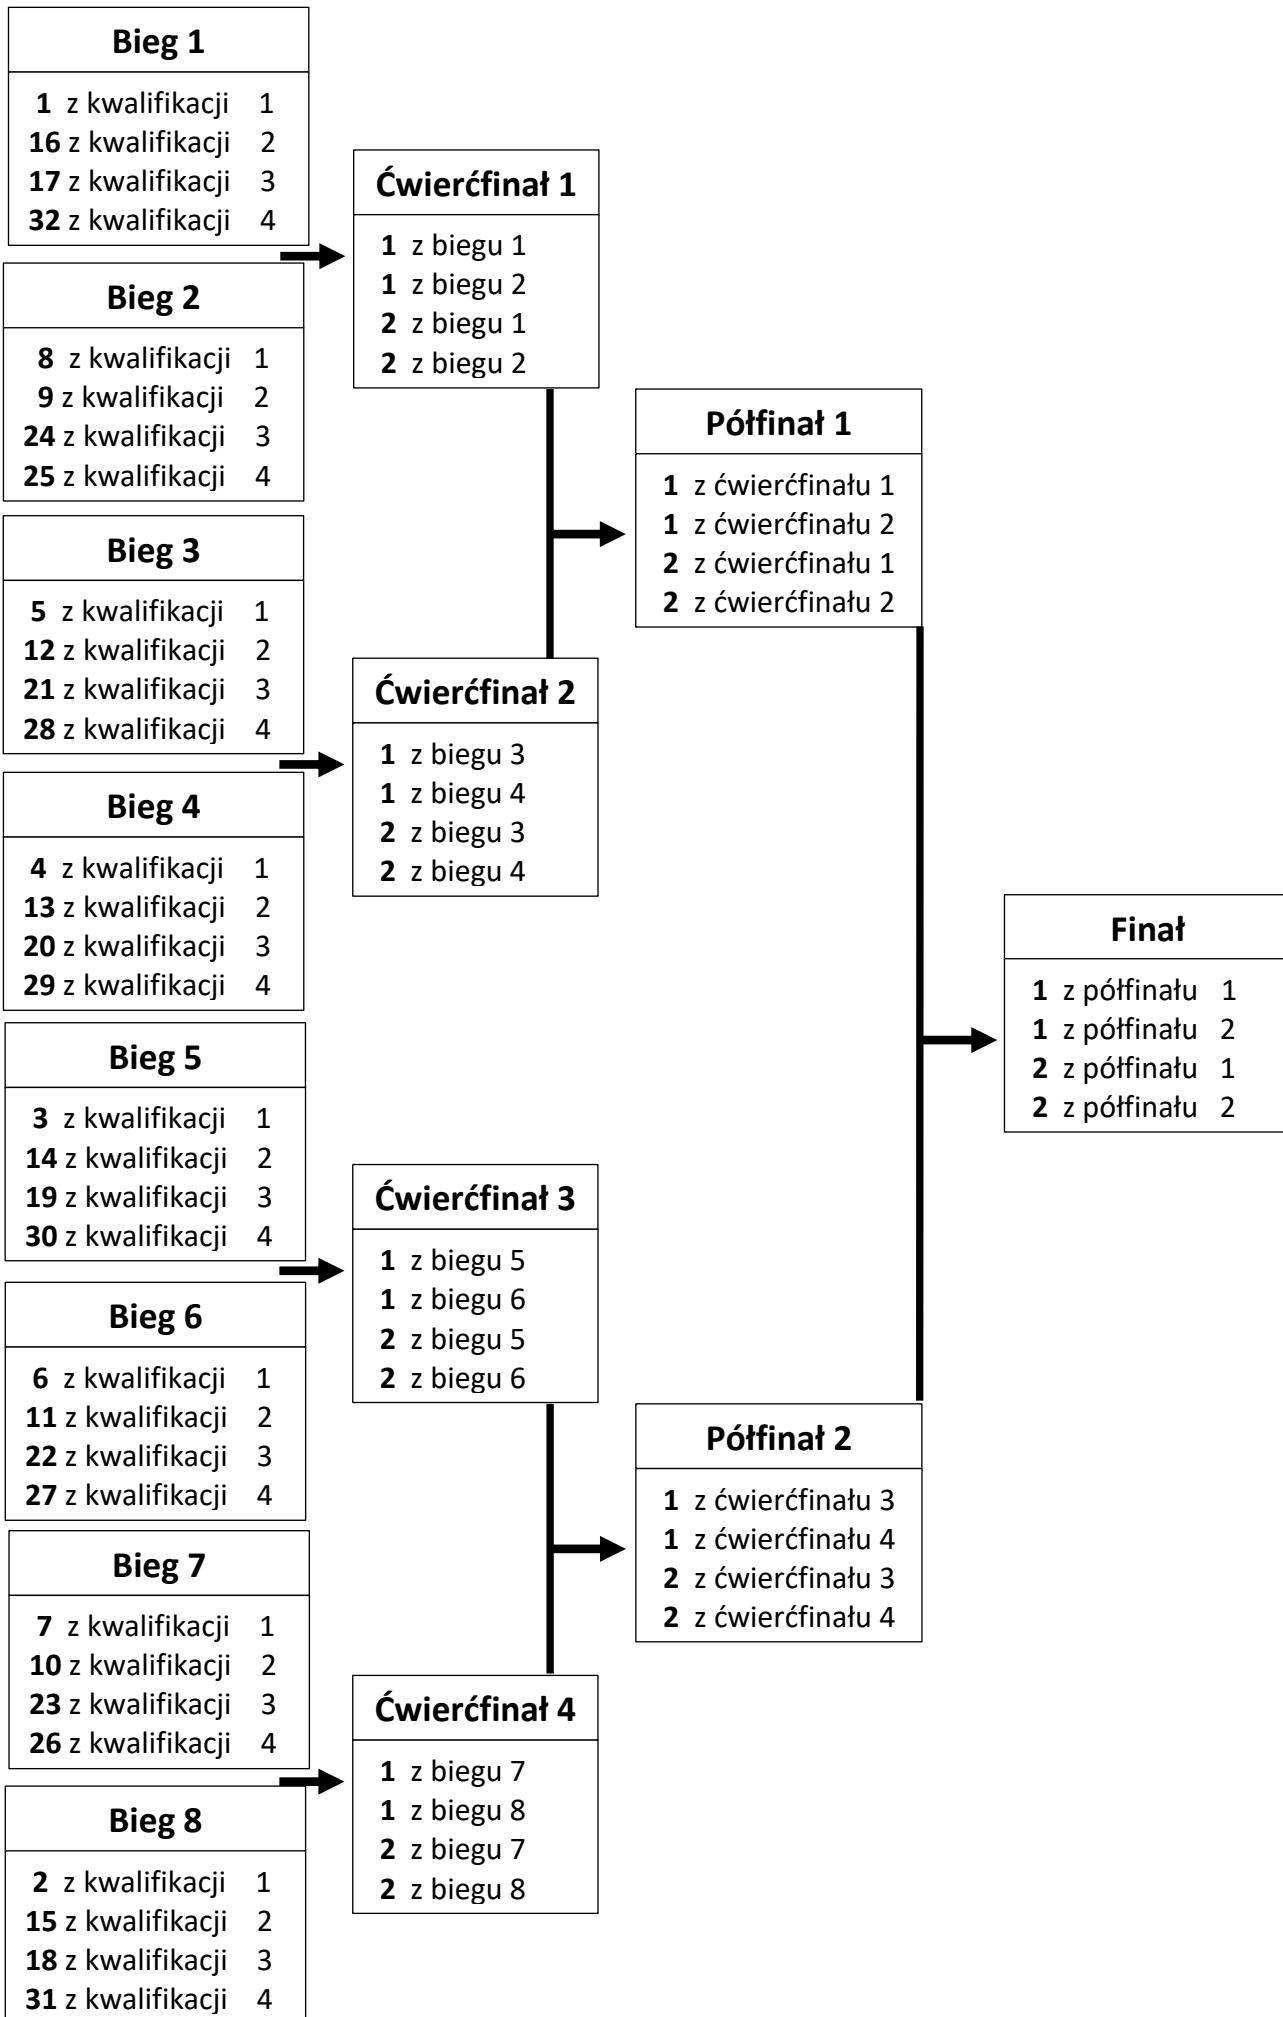 Bieg 1
1 z kwalifikacji 1
16 z kwalifikacji 2
17 z kwalifikacji 3
32 z kwalifikacji 4
Bieg 2
8 z kwalifikacji 1
9 z kwalifikacji 2
24 z kwalifikacji 3
25 z kwalifikacji 4
Bieg 3
5 z kwalifikacji 1
12 z kwalifikacji 2
21 z kwalifikacji 3
28 z kwalifikacji 4
Bieg 4
4 z kwalifikacji 1
13 z kwalifikacji 2
20 z kwalifikacji 3
29 z kwalifikacji 4
Bieg 5
3 z kwalifikacji 1
14 z kwalifikacji 2
19 z kwalifikacji 3
30 z kwalifikacji 4
Bieg 6
6 z kwalifikacji 1
11 z kwalifikacji 2
22 z kwalifikacji 3
27 z kwalifikacji 4
Bieg 7
7 z kwalifikacji 1
10 z kwalifikacji 2
23 z kwalifikacji 3
26 z kwalifikacji 4
Bieg 8
2 z kwalifikacji 1
15 z kwalifikacji 2
18 z kwalifikacji 3
31 z kwalifikacji 4
Ćwierćfinał 1
1 z biegu 1
1 z biegu 2
2 z biegu 1
2 z biegu 2
Ćwierćfinał 2
1 z biegu 3
1 z biegu 4
2 z biegu 3
2 z biegu 4
Ćwierćfinał 3
1 z biegu 5
1 z biegu 6
2 z biegu 5
2 z biegu 6
Ćwierćfinał 4
1 z biegu 7
1 z biegu 8
2 z biegu 7
2 z biegu 8
Półfinał 1
1 z ćwierćfinału 1
1 z ćwierćfinału 2
2 z ćwierćfinału 1
2 z ćwierćfinału 2
Półfinał 2
1 z ćwierćfinału 3
1 z ćwierćfinału 4
2 z ćwierćfinału 3
2 z ćwierćfinału 4
Finał
1 z półfinału 1
1 z półfinału 2
2 z półfinału 1
2 z półfinału 2